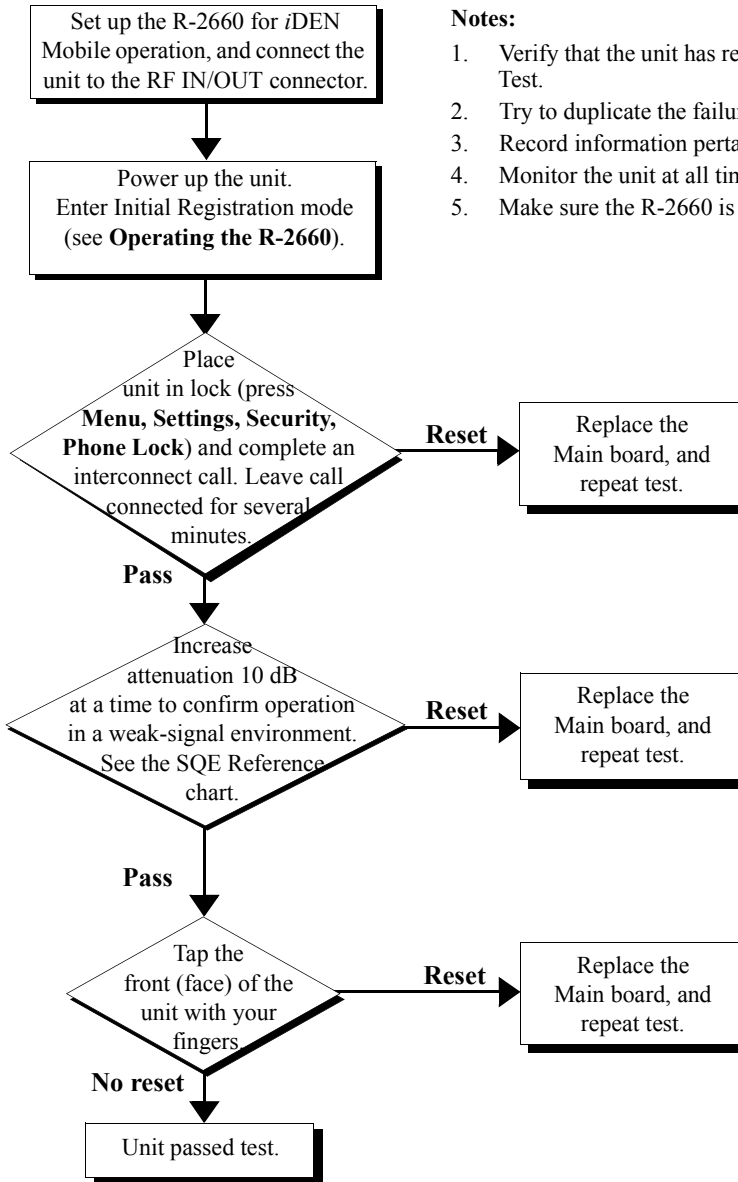 Set up the R-2660 for iDEN
Mobile operation, and connect the
unit to the RF IN/OUT connector.
Power up the unit.
Enter Initial Registration mode
(see Operating the R-2660).
Place
unit in lock (press
Menu, Settings, Security,
Phone Lock) and complete an
interconnect call. Leave call
connected for several
minutes.
Reset
Replace the
Main board, and
repeat test.
Pass
Increase
attenuation 10 dB
at a time to confirm operation
in a weak-signal environment.
See the SQE Reference
chart.
Reset
Replace the
Main board, and
repeat test.
Pass
Tap the
front (face) of the
unit with your
fingers.
Reset
Replace the
Main board, and
repeat test.
No reset
Unit passed test.
Notes:
1. Verify that the unit has re
Test.
2. Try to duplicate the failu
3. Record information perta
4. Monitor the unit at all tin
5. Make sure the R-2660 is